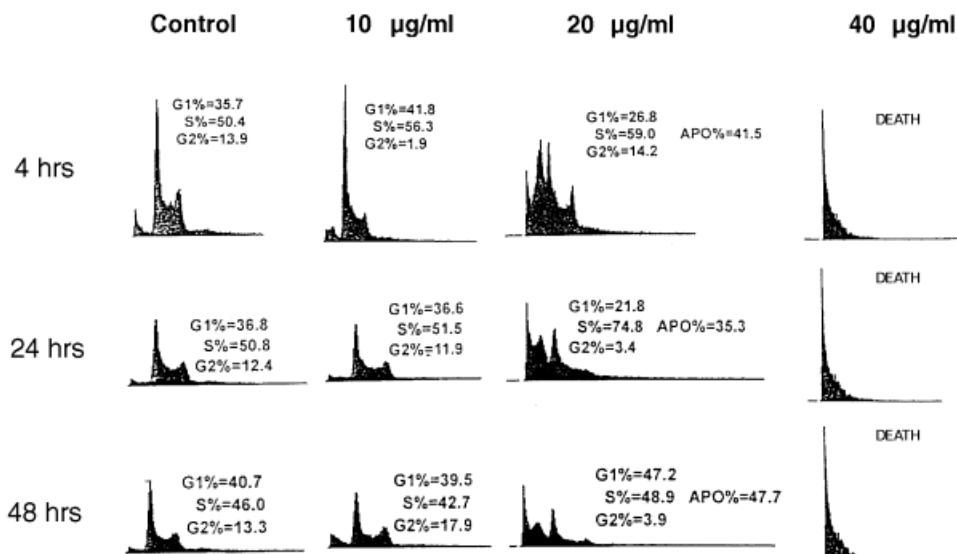 Control 10 µg/ml 20 µg/ml 40 µg/ml
4 hrs
G1%=35.7
S%=50.4
G2%=13.9
G1%=41.8
S%=56.3
G2%=1.9
G1%=26.8
S%=59.0 APO%=41.5
G2%=14.2
DEATH
24 hrs
G1%=36.8
S%=50.8
G2%=12.4
G1%=36.6
S%=51.5
G2%=11.9
G1%=21.8
S%=74.8 APO%=35.3
G2%=3.4
DEATH
48 hrs
G1%=40.7
S%=46.0
G2%=13.3
G1%=39.5
S%=42.7
G2%=17.9
G1%=47.2
S%=48.9 APO%=47.7
G2%=3.9
DEATH